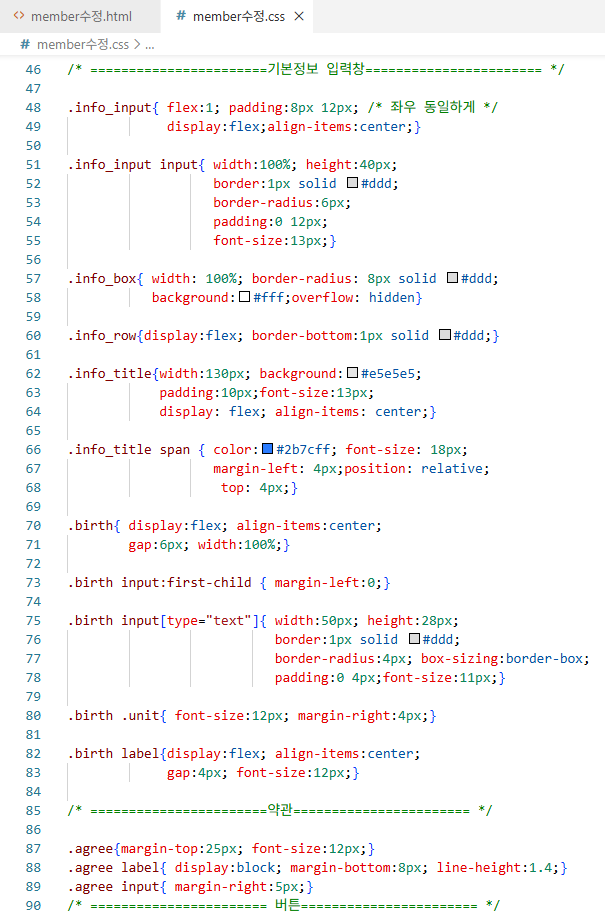 <> member수정.html # member수정.css ×
# member수정.css > ...
46 /* =======================기본정보 입력창======================= */
47
48 .info_input{ flex:1; padding:8px 12px; /* 좌우 동일하게 */
49 display:flex;align-items:center;}
50
51 .info_input input{ width:100%; height:40px;
52 border:1px solid #ddd;
53 border-radius:6px;
54 padding:0 12px;
55 font-size:13px;}
56
57 .info_box{ width: 100%; border-radius: 8px solid #ddd;
58 background:#fff;overflow: hidden}
59
60 .info_row{display:flex; border-bottom:1px solid #ddd;}
61
62 .info_title{width:130px; background:#e5e5e5;
63 padding:10px;font-size:13px;
64 display: flex; align-items: center;}
65
66 .info_title span { color:#2b7cff; font-size: 18px;
67 margin-left: 4px;position: relative;
68 top: 4px;}
69
70 .birth{ display:flex; align-items:center;
71 gap:6px; width:100%;}
72
73 .birth input:first-child { margin-left:0;}
74
75 .birth input[type="text"]{ width:50px; height:28px;
76 border:1px solid #ddd;
77 border-radius:4px; box-sizing:border-box;
78 padding:0 4px;font-size:11px;}
79
80 .birth .unit{ font-size:12px; margin-right:4px;}
81
82 .birth label{display:flex; align-items:center;
83 gap:4px; font-size:12px;}
84
85 /* =======================약관======================= */
86
87 .agree{margin-top:25px; font-size:12px;}
88 .agree label{ display:block; margin-bottom:8px; line-height:1.4;}
89 .agree input{ margin-right:5px;}
90 /* ======================= 버튼======================= */